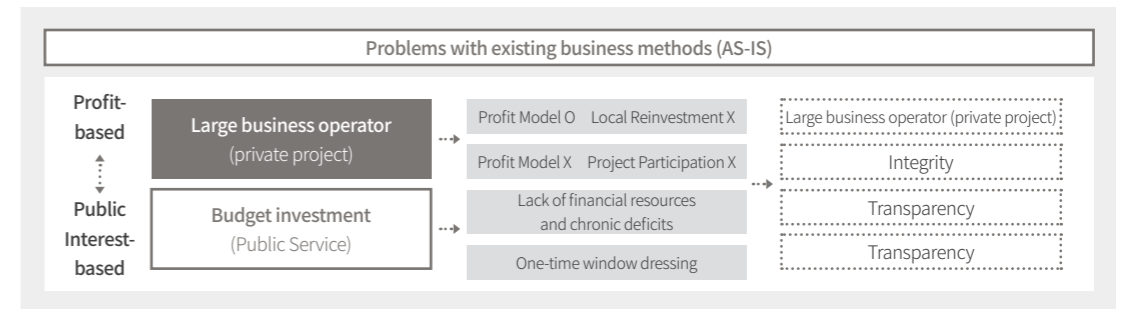 Problems with existing business methods (AS-IS)
Profit-
based
Public
Interest-
based
Large business operator
(private project)
Budget investment
(Public Service)
Profit Model O Local Reinvestment X
Profit Model X Project Participation X
Lack of financial resources
and chronic deficits
One-time window dressing
Large business operator (private project)
Integrity
Transparency
Transparency